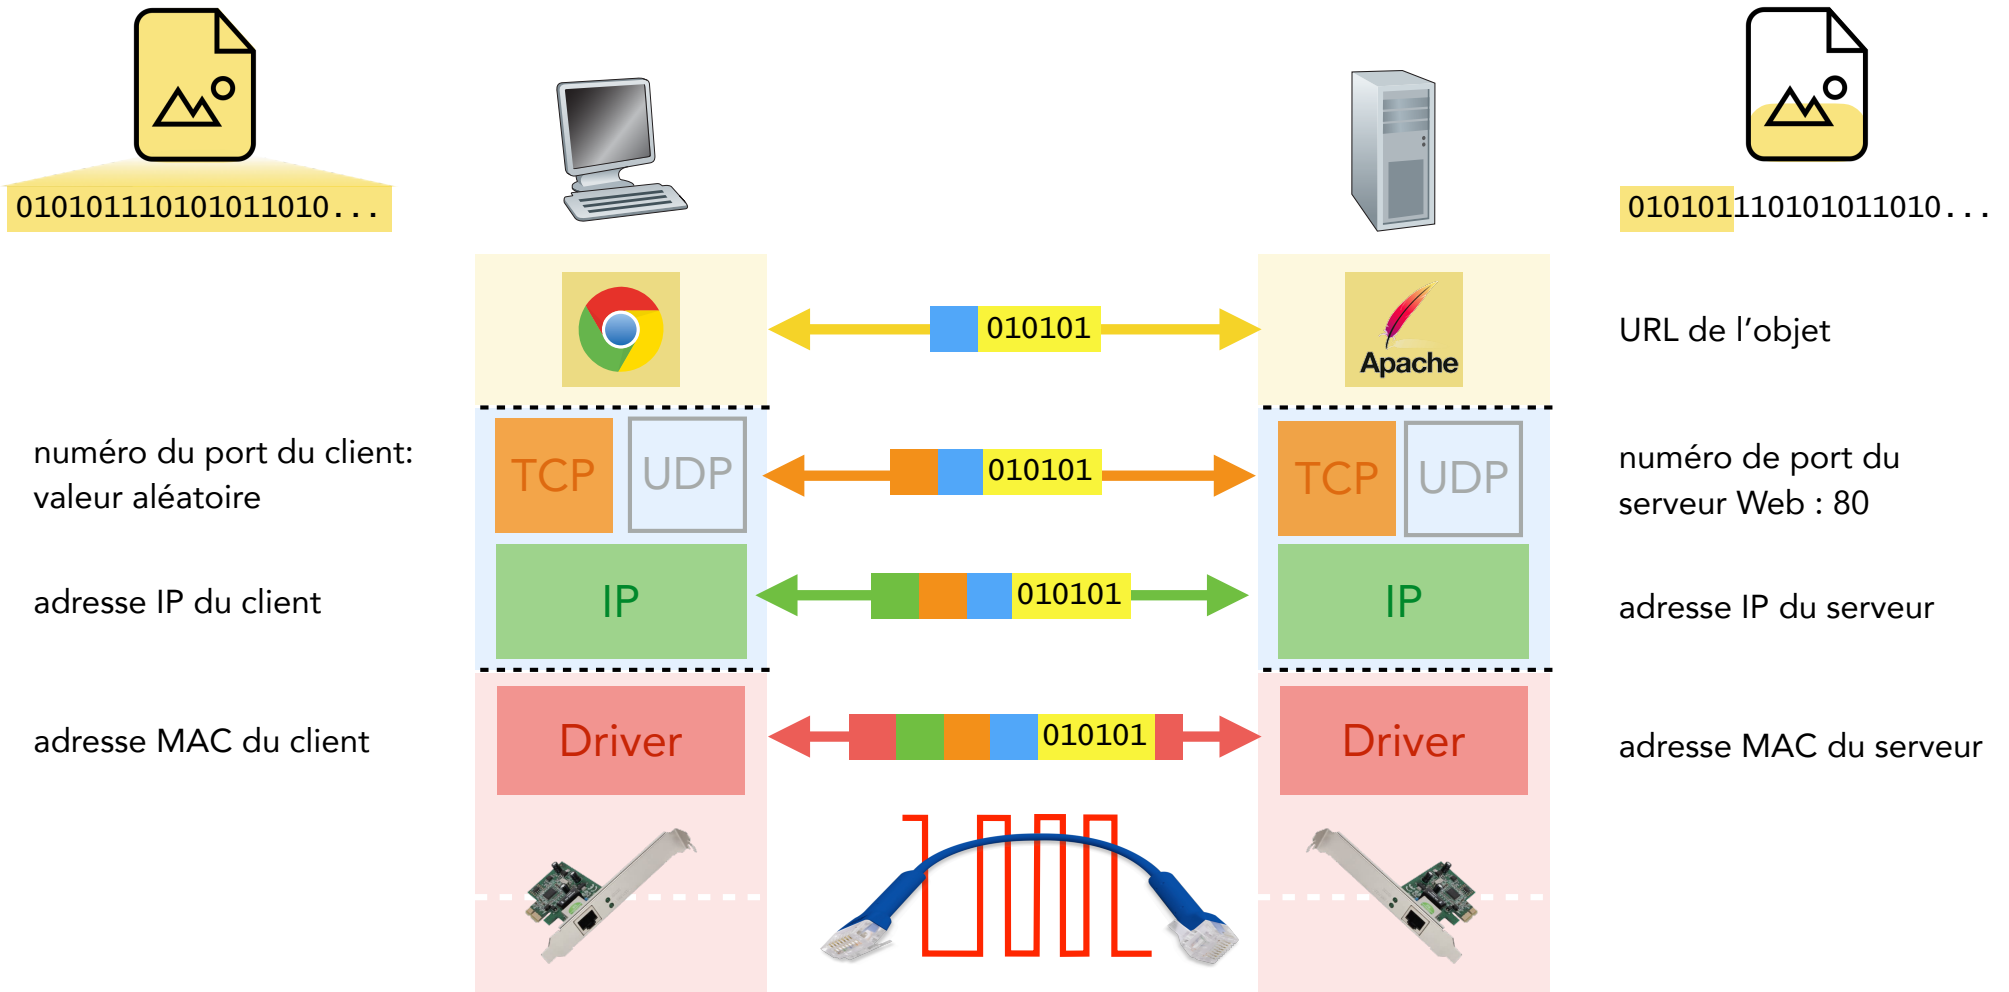 010101110101011010...
010101110101011010...
010101
Apache
URL de l'objet
numéro du port du client:
valeur aléatoire
TCP
UDP
010101
TCP
UDP
numéro de port du
serveur Web : 80
adresse IP du client
IP
010101
IP
adresse IP du serveur
adresse MAC du client
Driver
010101
Driver
adresse MAC du serveur